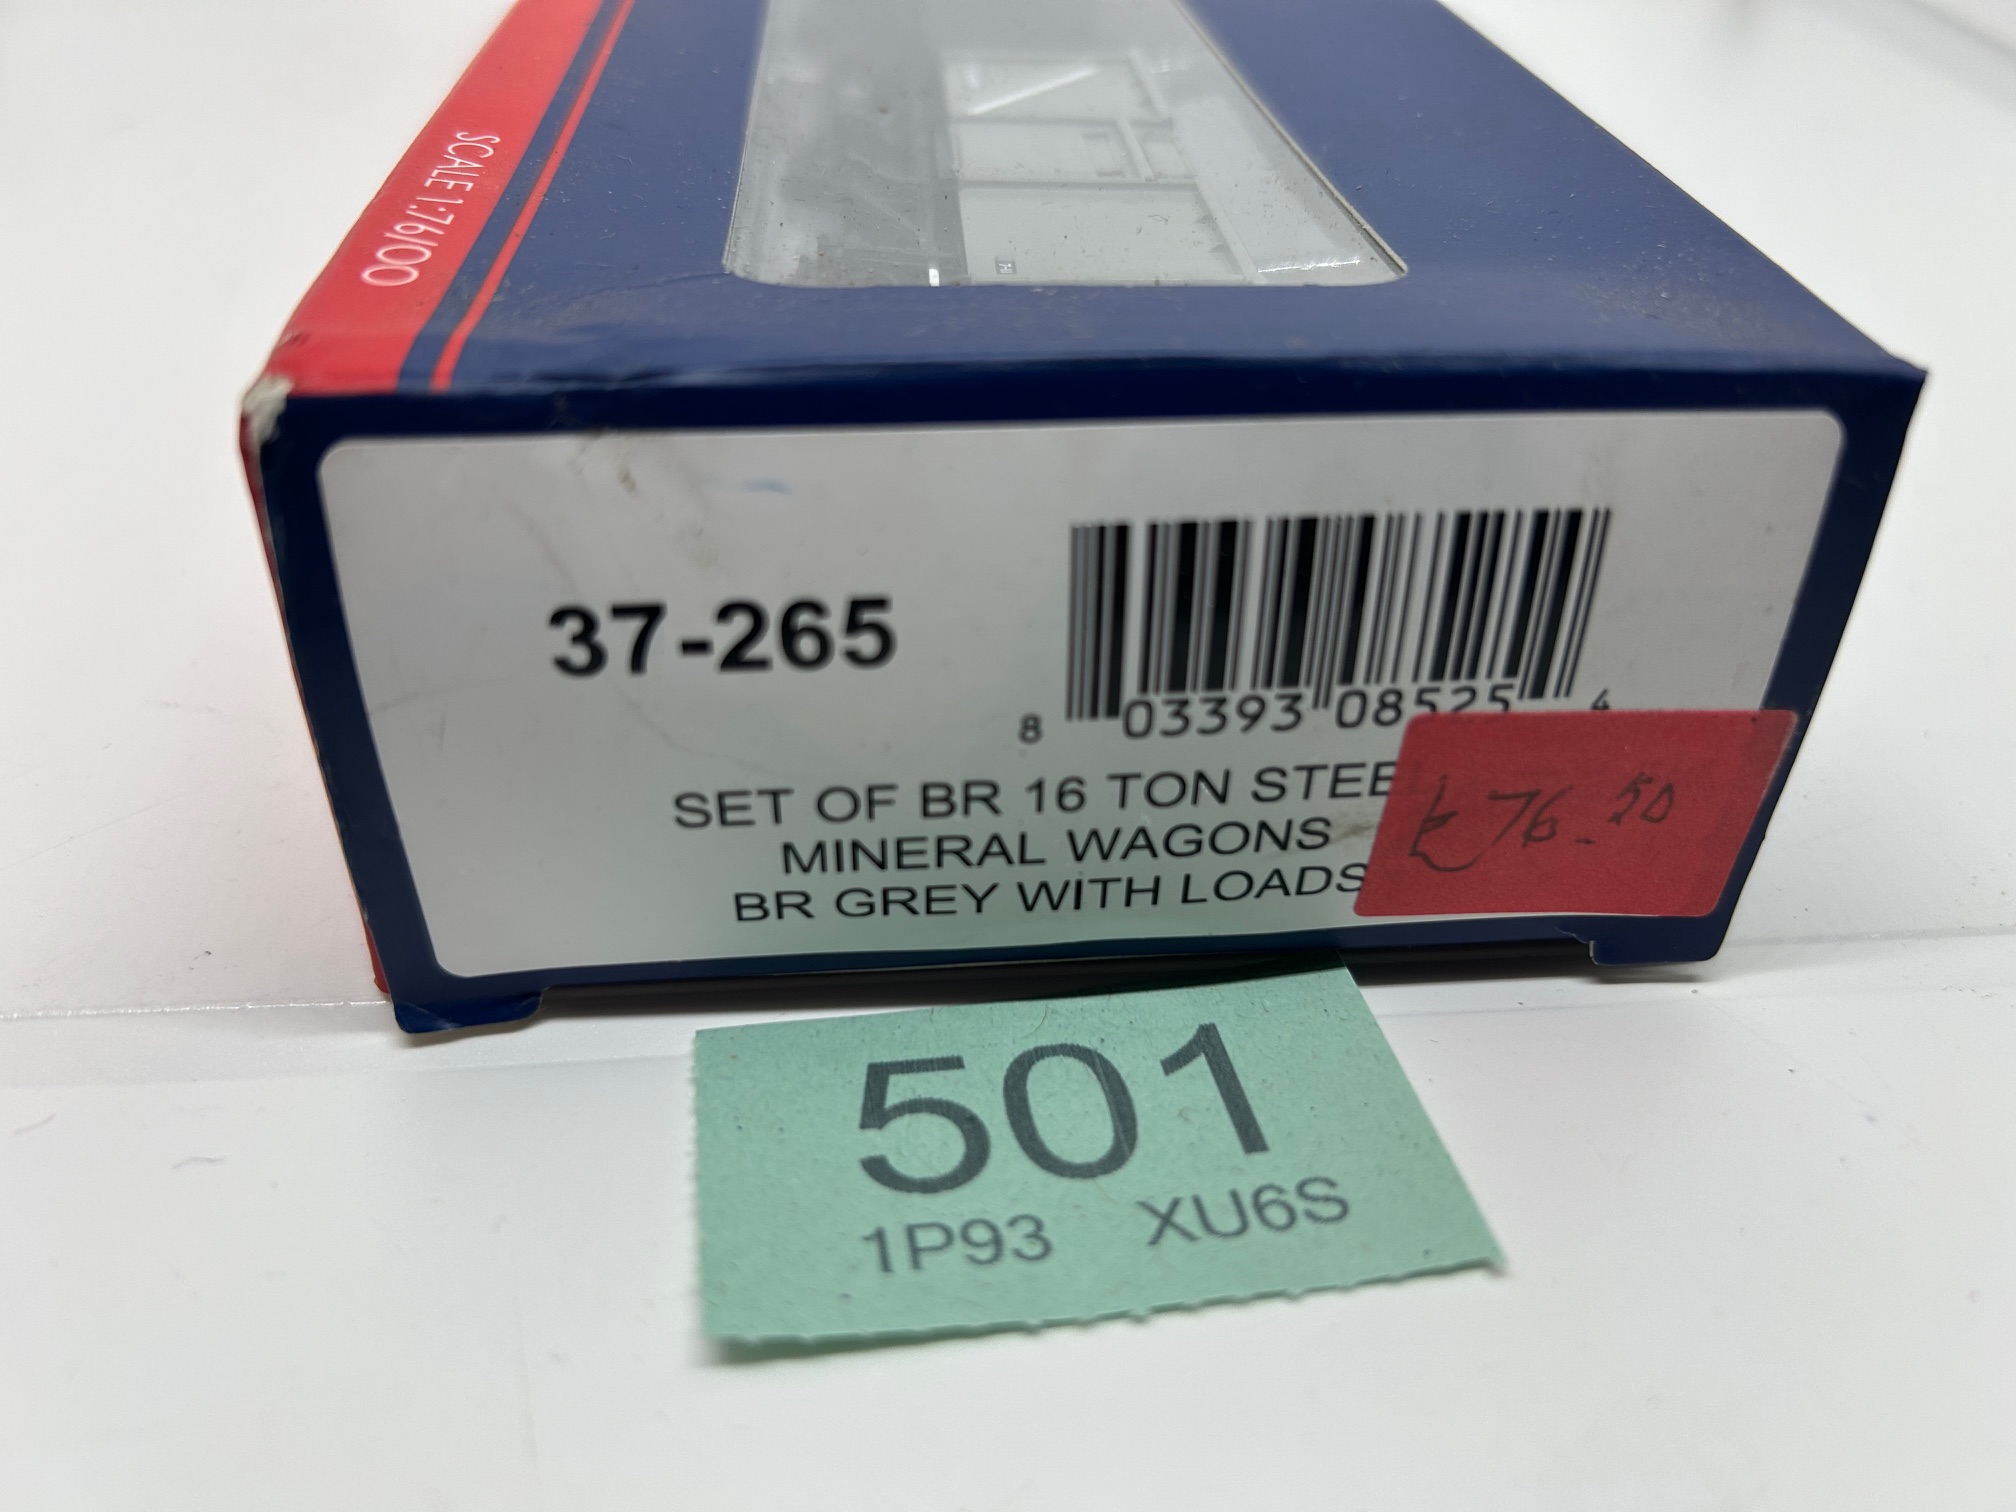 SCALE 1:76/OO
37-265
8 03393 08525 4
SET OF BR 16 TON STEE
MINERAL WAGONS
BR GREY WITH LOADS
£76.50
501
1P93 XU6S